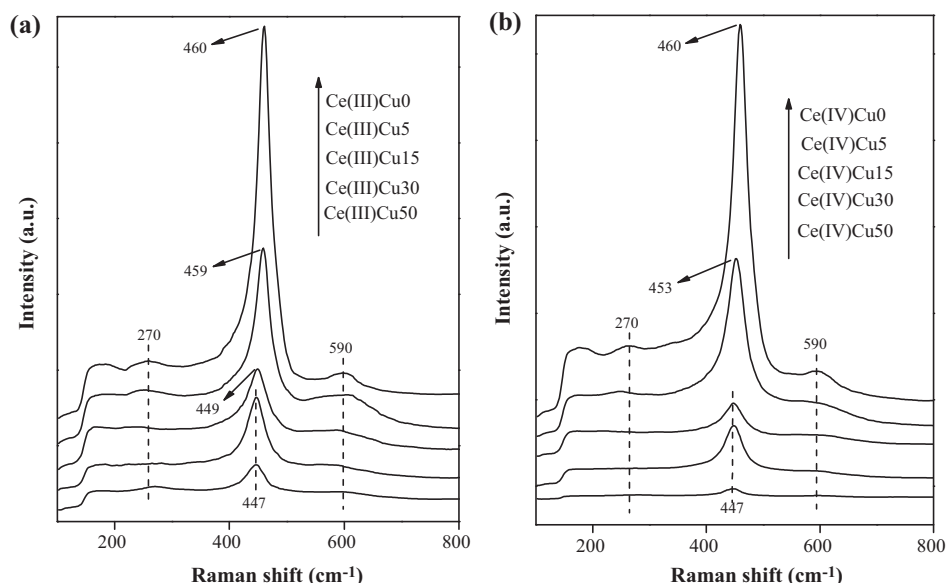 (a)
460
Ce(III)Cu0
Ce(III)Cu5
Ce(III)Cu15
Ce(III)Cu30
Ce(III)Cu50
459
270
590
449
447
Intensity (a.u.)
200
400
600
800
Raman shift (cm-1)
(b)
460
Ce(IV)Cu0
Ce(IV)Cu5
Ce(IV)Cu15
Ce(IV)Cu30
Ce(IV)Cu50
453
270
590
447
Intensity (a.u.)
200
400
600
800
Raman shift (cm-1)